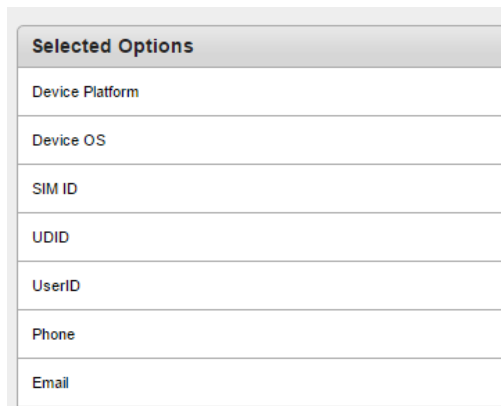 Selected Options
Device Platform
Device OS
SIM ID
UDID
UserID
Phone
Email